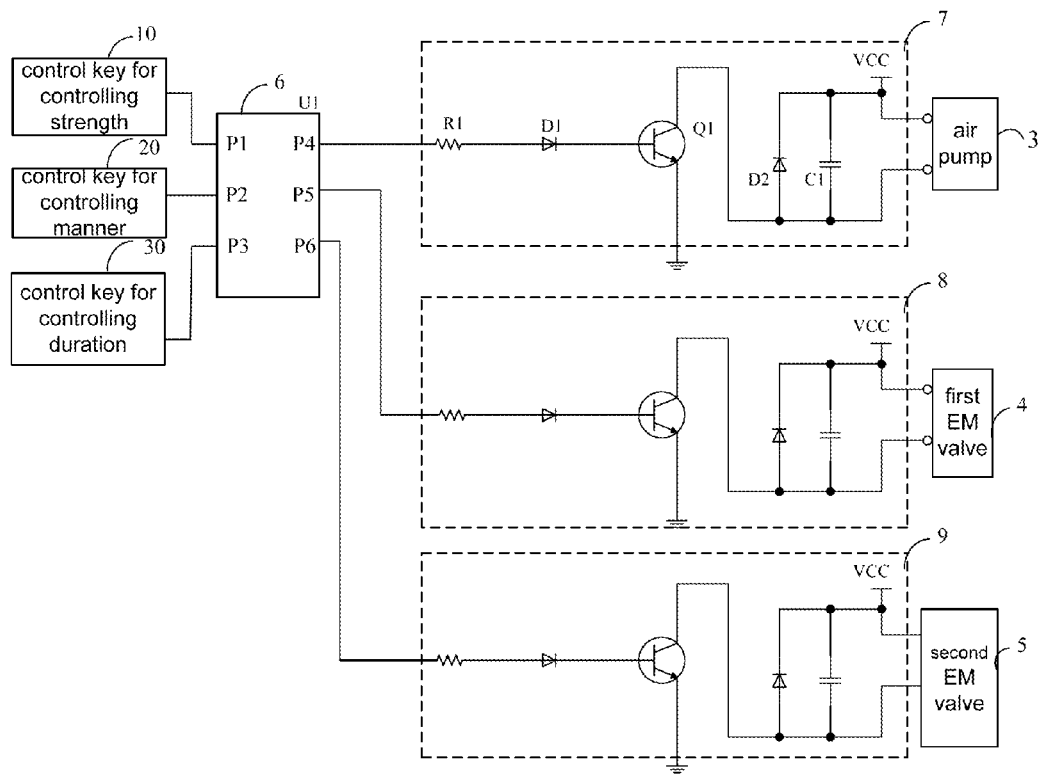 10
control key for
controlling
strength
20
control key for
controlling
manner
30
control key for
controlling
duration
6
U1
P1
P2
P3
P4
P5
P6
7
R1
D1
Q1
D2
C1
VCC
air
pump
3
8
VCC
first
EM
valve
4
9
VCC
second
EM
valve
5